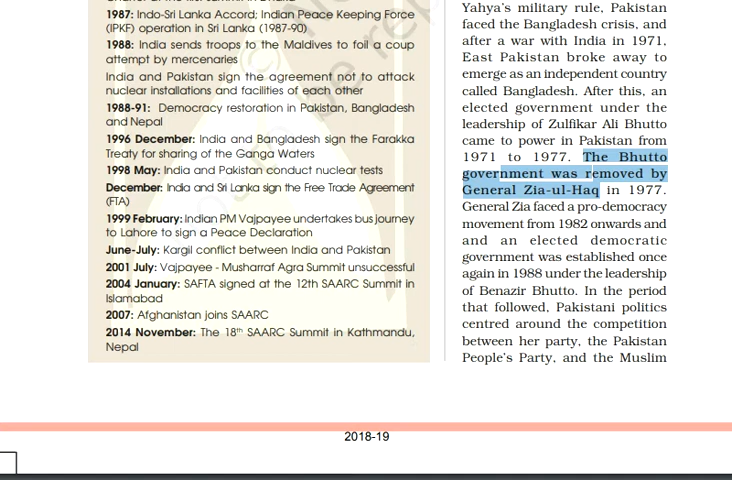 1987: Indo-Sri Lanka Accord; Indian Peace Keeping Force
(IPKF) operation in Sri Lanka (1987-90)
1988: India sends troops to the Maldives to foil a coup
attempt by mercenaries
India and Pakistan sign the agreement not to attack
nuclear installations and facilities of each other
1988-91: Democracy restoration in Pakistan, Bangladesh
and Nepal
1996 December: India and Bangladesh sign the Farakka
Treaty for sharing of the Ganga Waters
1998 May: India and Pakistan conduct nuclear tests
December: India and Sri Lanka sign the Free Trade Agreement
(FTA)
1999 February: Indian PM Vajpayee undertakes bus journey
to Lahore to sign a Peace Declaration
June-July: Kargil conflict between India and Pakistan
2001 July: Vajpayee - Musharraf Agra Summit unsuccessful
2004 January: SAFTA signed at the 12th SAARC Summit in
Islamabad
2007: Afghanistan joins SAARC
2014 November: The 18th SAARC Summit in Kathmandu,
Nepal
Yahya's military rule, Pakistan
faced the Bangladesh crisis, and
after a war with India in 1971,
East Pakistan broke away to
emerge as an independent country
called Bangladesh. After this, an
elected government under the
leadership of Zulfikar Ali Bhutto
came to power in Pakistan from
1971 to 1977. The Bhutto
government was removed by
General Zia-ul-Haq in 1977.
General Zia faced a pro-democracy
movement from 1982 onwards and
and an elected democratic
government was established once
again in 1988 under the leadership
of Benazir Bhutto. In the period
that followed, Pakistani politics
centred around the competition
between her party, the Pakistan
People's Party, and the Muslim
2018-19